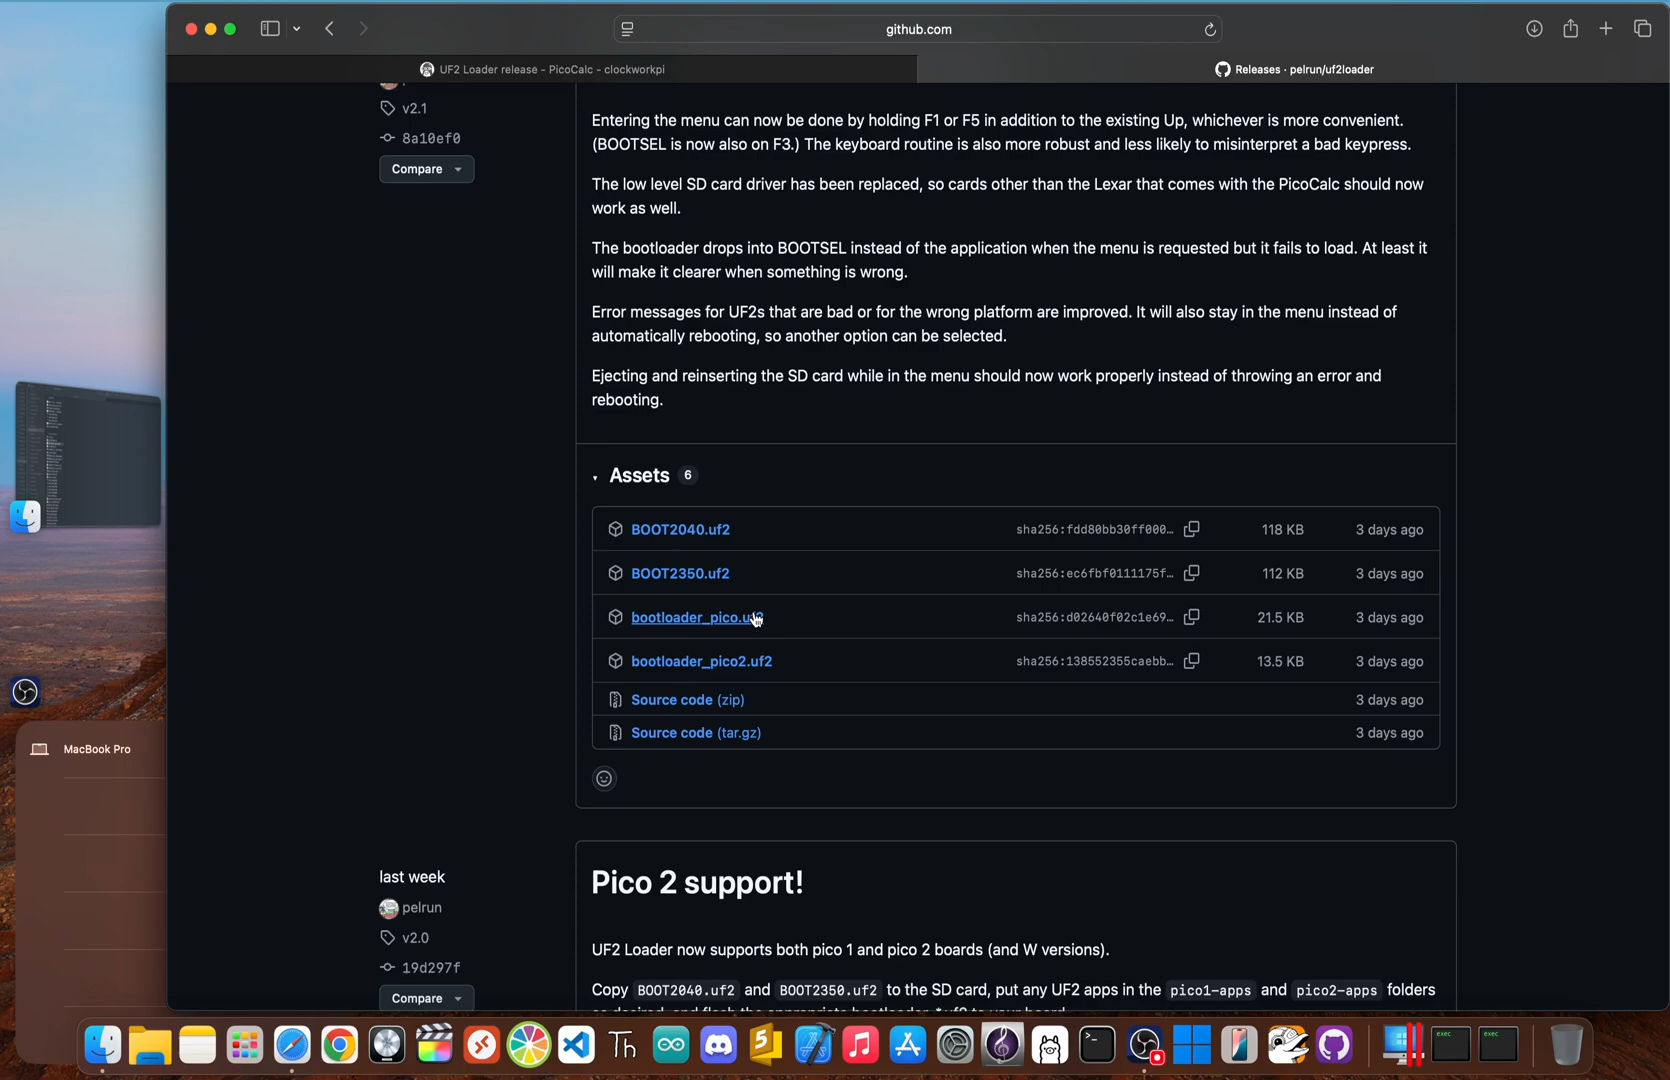 github.com
UF2 Loader release - PicoCalc - clockworkpi
Releases · pelrun/uf2loader
v2.1
8a10ef0
Compare
Entering the menu can now be done by holding F1 or F5 in addition to the existing Up, whichever is more convenient.
(BOOTSEL is now also on F3.) The keyboard routine is also more robust and less likely to misinterpret a bad keypress.
The low level SD card driver has been replaced, so cards other than the Lexar that comes with the PicoCalc should now
work as well.
The bootloader drops into BOOTSEL instead of the application when the menu is requested but it fails to load. At least it
will make it clearer when something is wrong.
Error messages for UF2s that are bad or for the wrong platform are improved. It will also stay in the menu instead of
automatically rebooting, so another option can be selected.
Ejecting and reinserting the SD card while in the menu should now work properly instead of throwing an error and
rebooting.
Assets 6
BOOT2040.uf2 sha256:fdd80bb30ff000… 118 KB 3 days ago
BOOT2350.uf2 sha256:ec6fbf0111175f… 112 KB 3 days ago
bootloader_pico.uf2 sha256:d02640f02c1e69… 21.5 KB 3 days ago
bootloader_pico2.uf2 sha256:138552355caebb… 13.5 KB 3 days ago
Source code (zip) 3 days ago
Source code (tar.gz) 3 days ago
MacBook Pro
last week
pelrun
v2.0
19d297f
Compare
Pico 2 support!
UF2 Loader now supports both pico 1 and pico 2 boards (and W versions).
Copy BOOT2040.uf2 and BOOT2350.uf2 to the SD card, put any UF2 apps in the pico1-apps and pico2-apps folders
Th
exec
exec